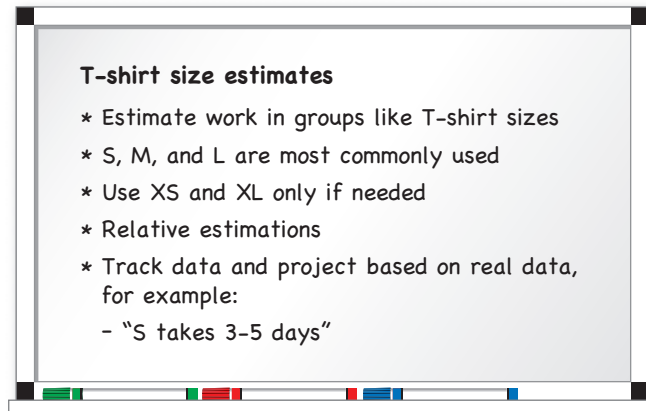 T-shirt size estimates
* Estimate work in groups like T-shirt sizes
* S, M, and L are most commonly used
* Use XS and XL only if needed
* Relative estimations
* Track data and project based on real data,
for example:
- “S takes 3-5 days”